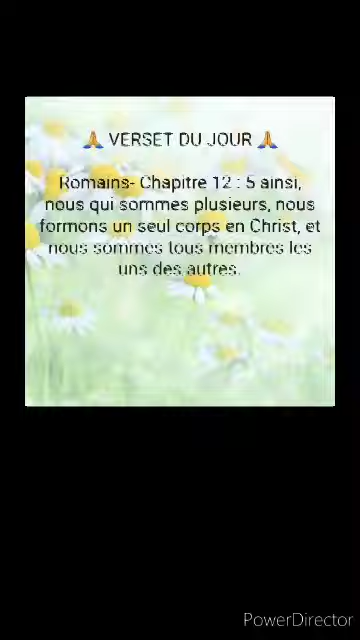 🙏 VERSET DU JOUR 🙏
Romains- Chapitre 12 : 5 ainsi,
nous qui sommes plusieurs, nous
formons un seul corps en Christ, et
nous sommes tous membres les
uns des autres.
PowerDirector